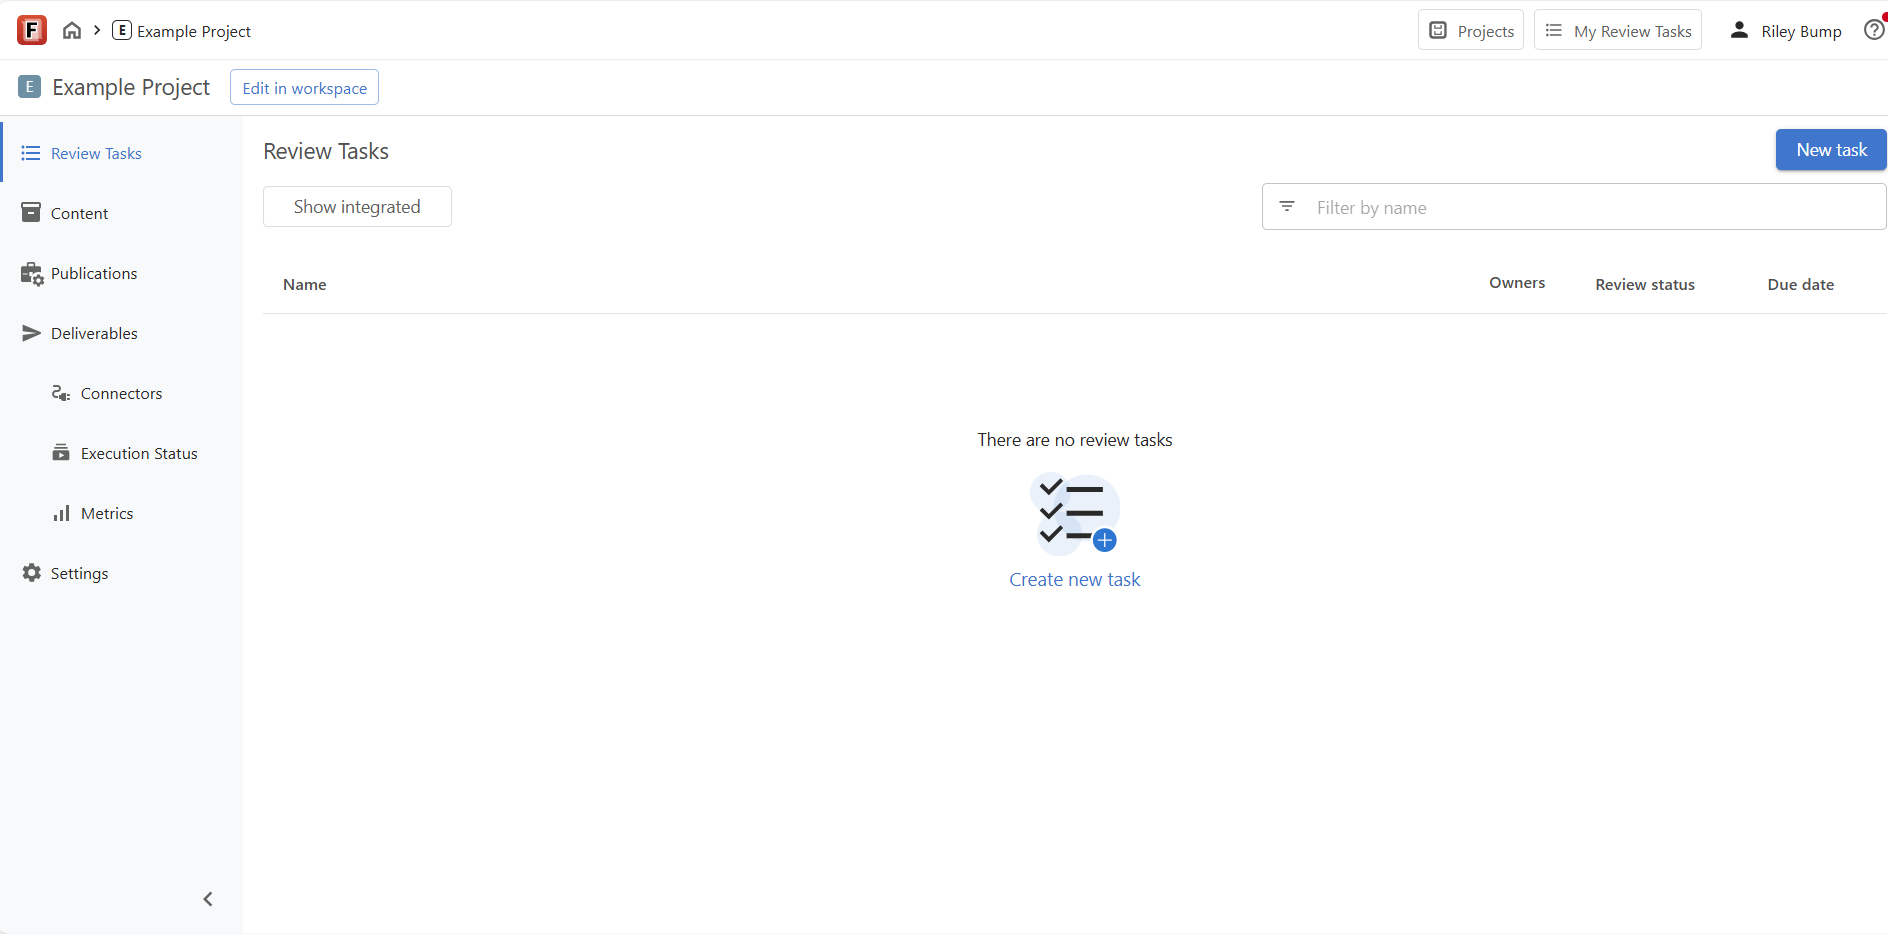 F
E Example Project
Projects
My Review Tasks
Riley Bump
E Example Project
Edit in workspace
Review Tasks
Content
Publications
Deliverables
Connectors
Execution Status
Metrics
Settings
Review Tasks
New task
Show integrated
Filter by name
Name
Owners
Review status
Due date
There are no review tasks
Create new task